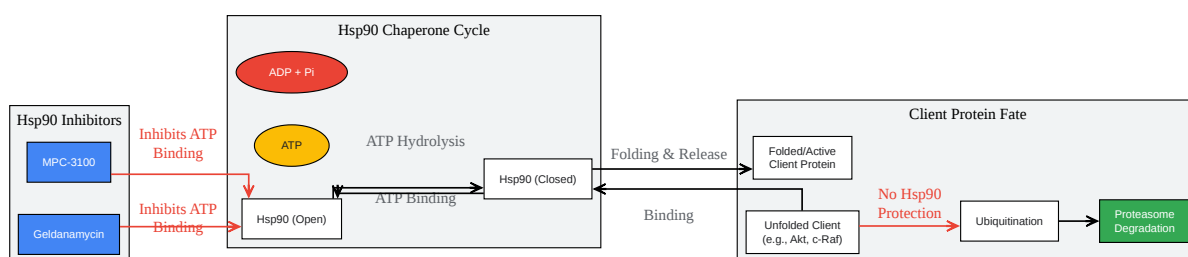 Hsp90 Chaperone Cycle
ADP + Pi
Hsp90 Inhibitors
Client Protein Fate
Inhibits ATP
Binding
MPC-3100
ATP
ATP Hydrolysis
Folding & Release
Folded/Active
Client Protein
Hsp90 (Closed)
ATP Binding
Inhibits ATP
Binding
Geldanamycin
Hsp90 (Open)
Binding
Unfolded Client
(e.g., Akt, c-Raf)
No Hsp90
Protection
Ubiquitination
Proteasome
Degradation